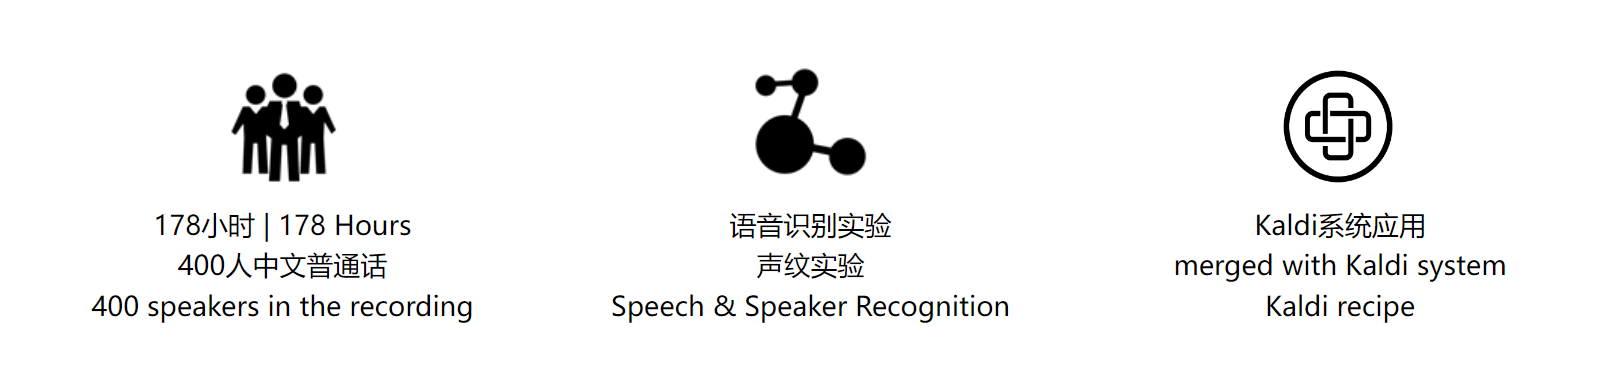 178小时 | 178 Hours
400人中文普通话
400 speakers in the recording
语音识别实验
声纹实验
Speech & Speaker Recognition
Kaldi系统应用
merged with Kaldi system
Kaldi recipe